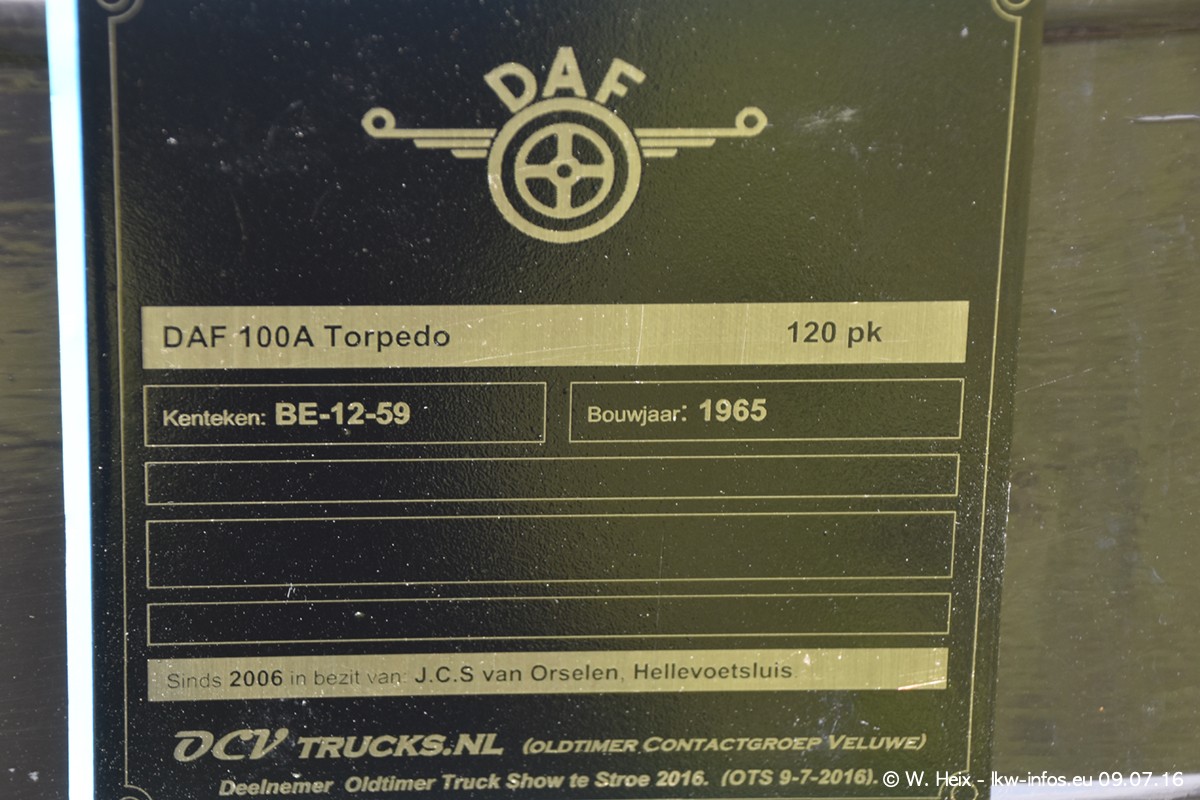 DAF
DAF 100A Torpedo 120 pk
Kenteken: BE-12-59 Bouwjaar: 1965
Sinds 2006 in bezit van: J.C.S van Orselen, Hellevoetsluis.
OCV TRUCKS.NL (OLDTIMER CONTACTGROEP VELUWE)
Deelnemer Oldtimer Truck Show te Stroe 2016. (OTS 9-7-2016).
© W. Heix - lkw-infos.eu 09.07.16